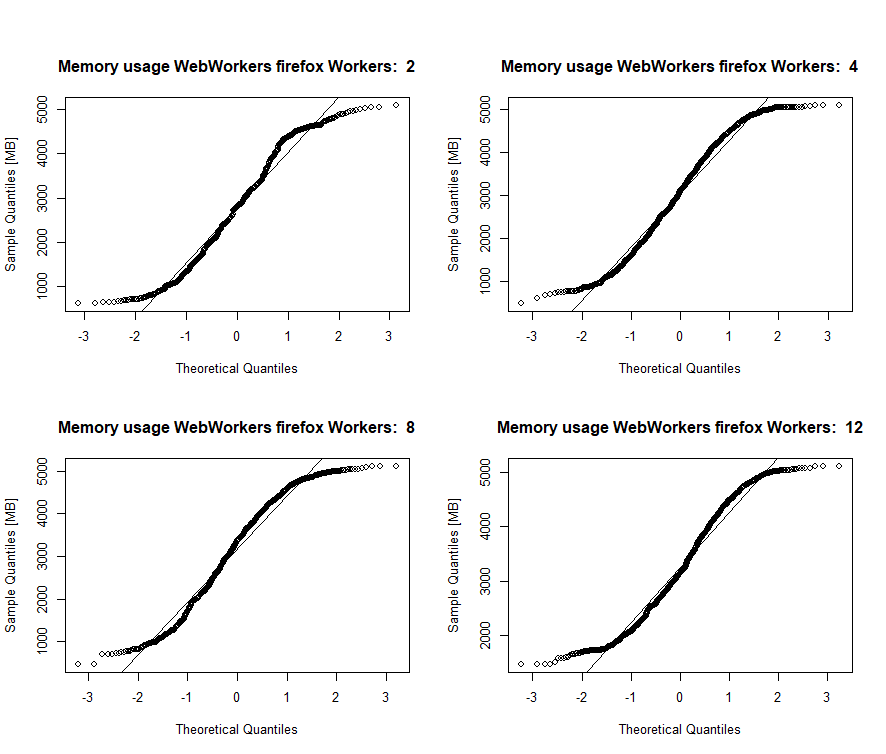 Memory usage WebWorkers firefox Workers:  2
Sample Quantiles [MB]
5000
4000
3000
2000
1000
-3 -2 -1 0 1 2 3
Theoretical Quantiles
Memory usage WebWorkers firefox Workers:  4
Sample Quantiles [MB]
5000
4000
3000
2000
1000
-3 -2 -1 0 1 2 3
Theoretical Quantiles
Memory usage WebWorkers firefox Workers:  8
Sample Quantiles [MB]
5000
4000
3000
2000
1000
-3 -2 -1 0 1 2 3
Theoretical Quantiles
Memory usage WebWorkers firefox Workers:  12
Sample Quantiles [MB]
5000
4000
3000
2000
-3 -2 -1 0 1 2 3
Theoretical Quantiles